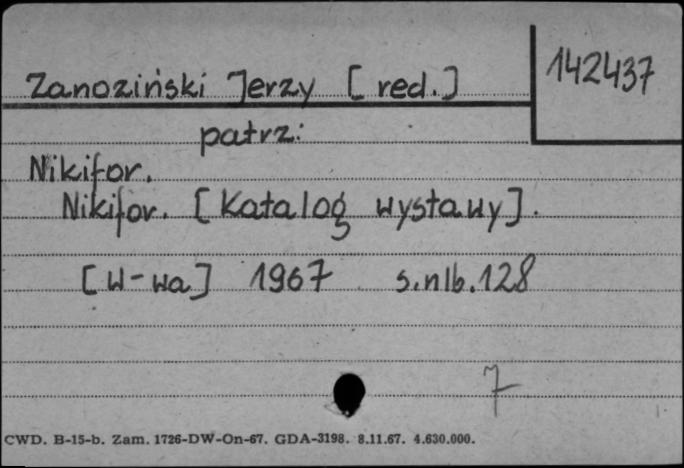 Zanoziński Jerzy [red.]
142437
patrz:
Nikifor.
Nikifor. [Katalog wystawy].
[W-wa] 1967 s.nlb.128
7
CWD. B-15-b. Zam. 1726-DW-On-67. GDA-3198. 8.11.67. 4.630.000.